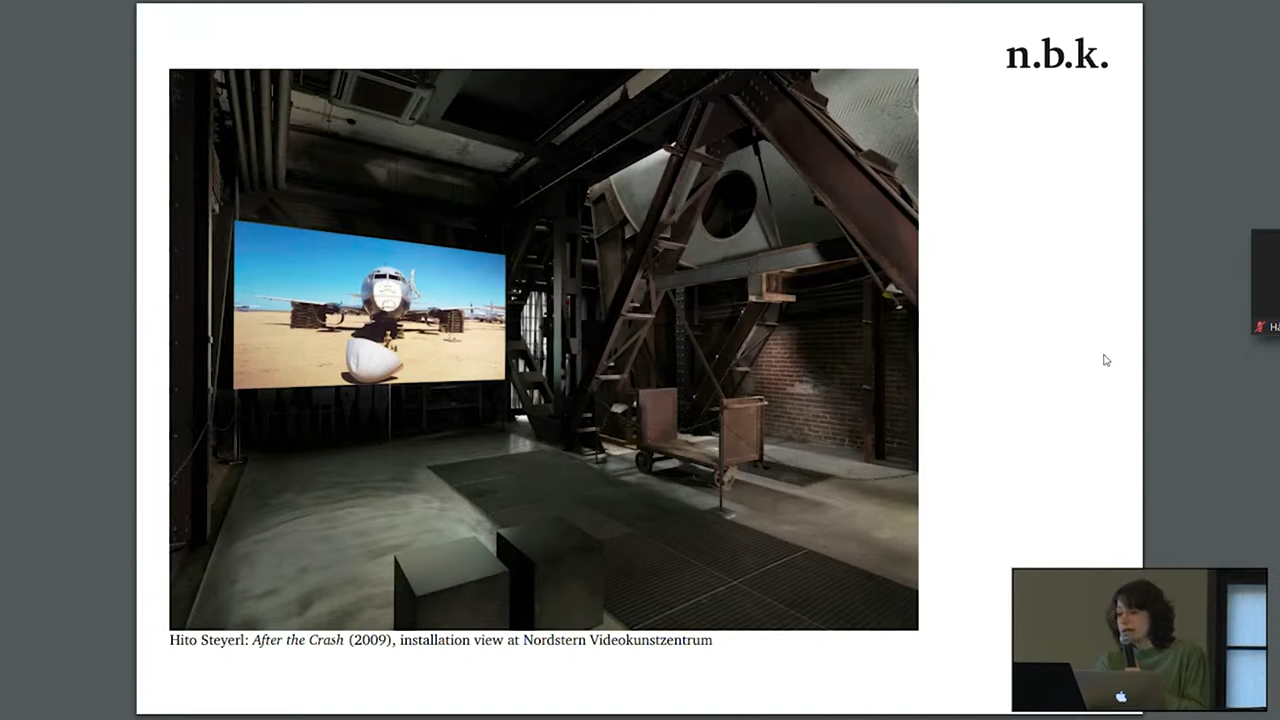 n.b.k.
Hito Steyerl: After the Crash (2009), installation view at Nordstern Videokunstzentrum